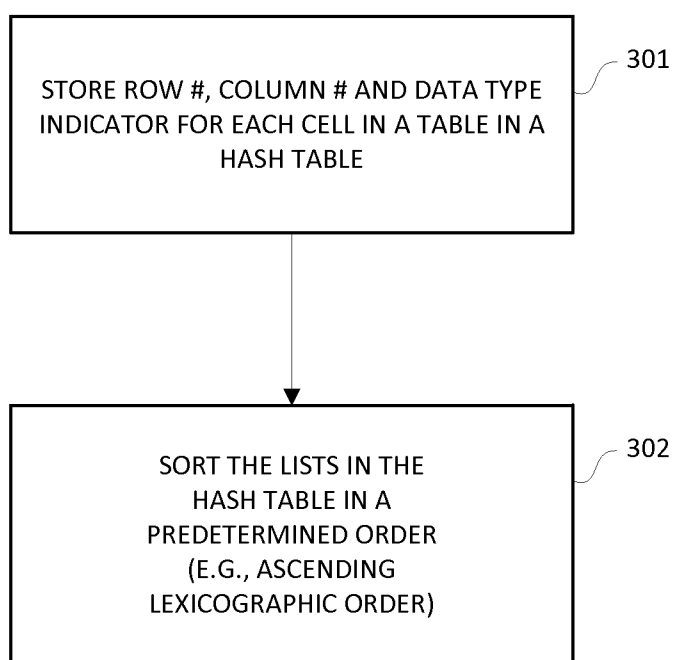 STORE ROW #, COLUMN # AND DATA TYPE
INDICATOR FOR EACH CELL IN A TABLE IN A
HASH TABLE
301
SORT THE LISTS IN THE
HASH TABLE IN A
PREDETERMINED ORDER
(E.G., ASCENDING
LEXICOGRAPHIC ORDER)
302